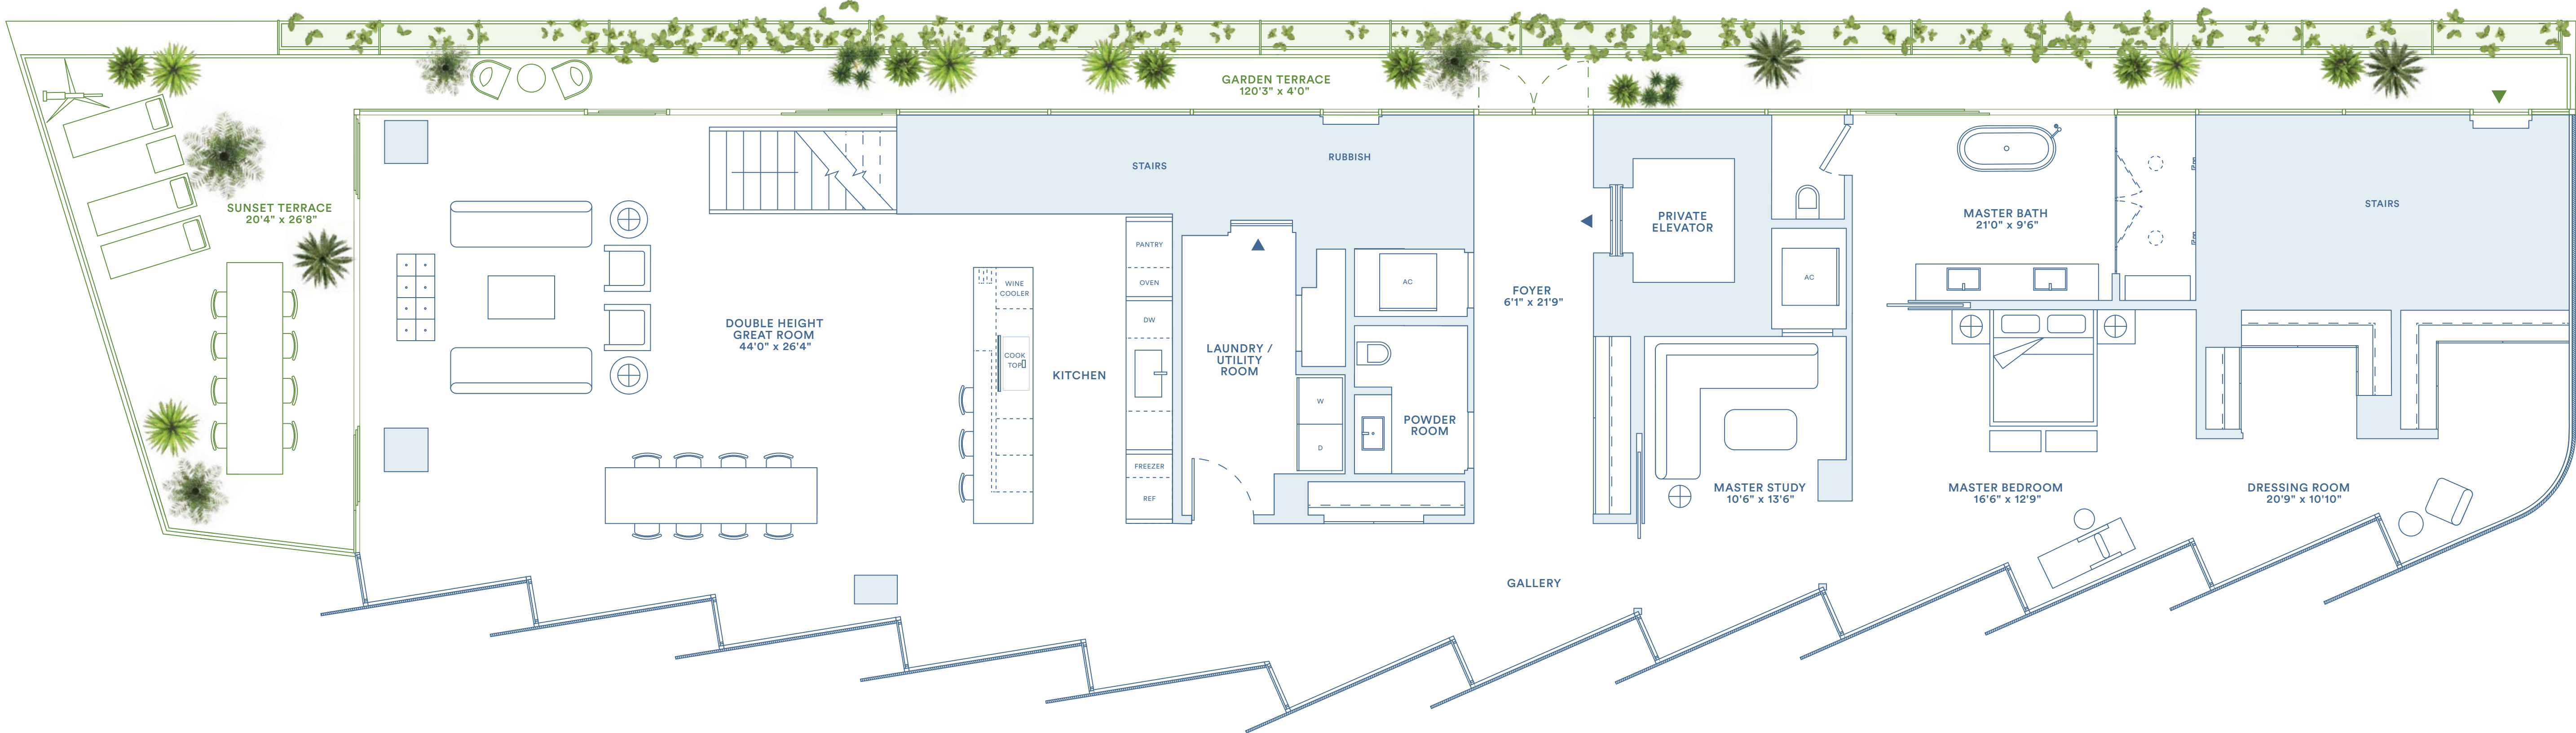 GARDEN TERRACE
120'3" x 4'0"
SUNSET TERRACE
20'4" x 26'8"
STAIRS
RUBBISH
PRIVATE
ELEVATOR
MASTER BATH
21'0" x 9'6"
STAIRS
PANTRY
OVEN
WINE
COOLER
AC
AC
FOYER
6'1" x 21'9"
DOUBLE HEIGHT
GREAT ROOM
44'0" x 26'4"
DW
COOK
TOP
KITCHEN
LAUNDRY /
UTILITY
ROOM
W
D
POWDER
ROOM
FREEZER
REF
MASTER STUDY
10'6" x 13'6"
MASTER BEDROOM
16'6" x 12'9"
DRESSING ROOM
20'9" x 10'10"
GALLERY